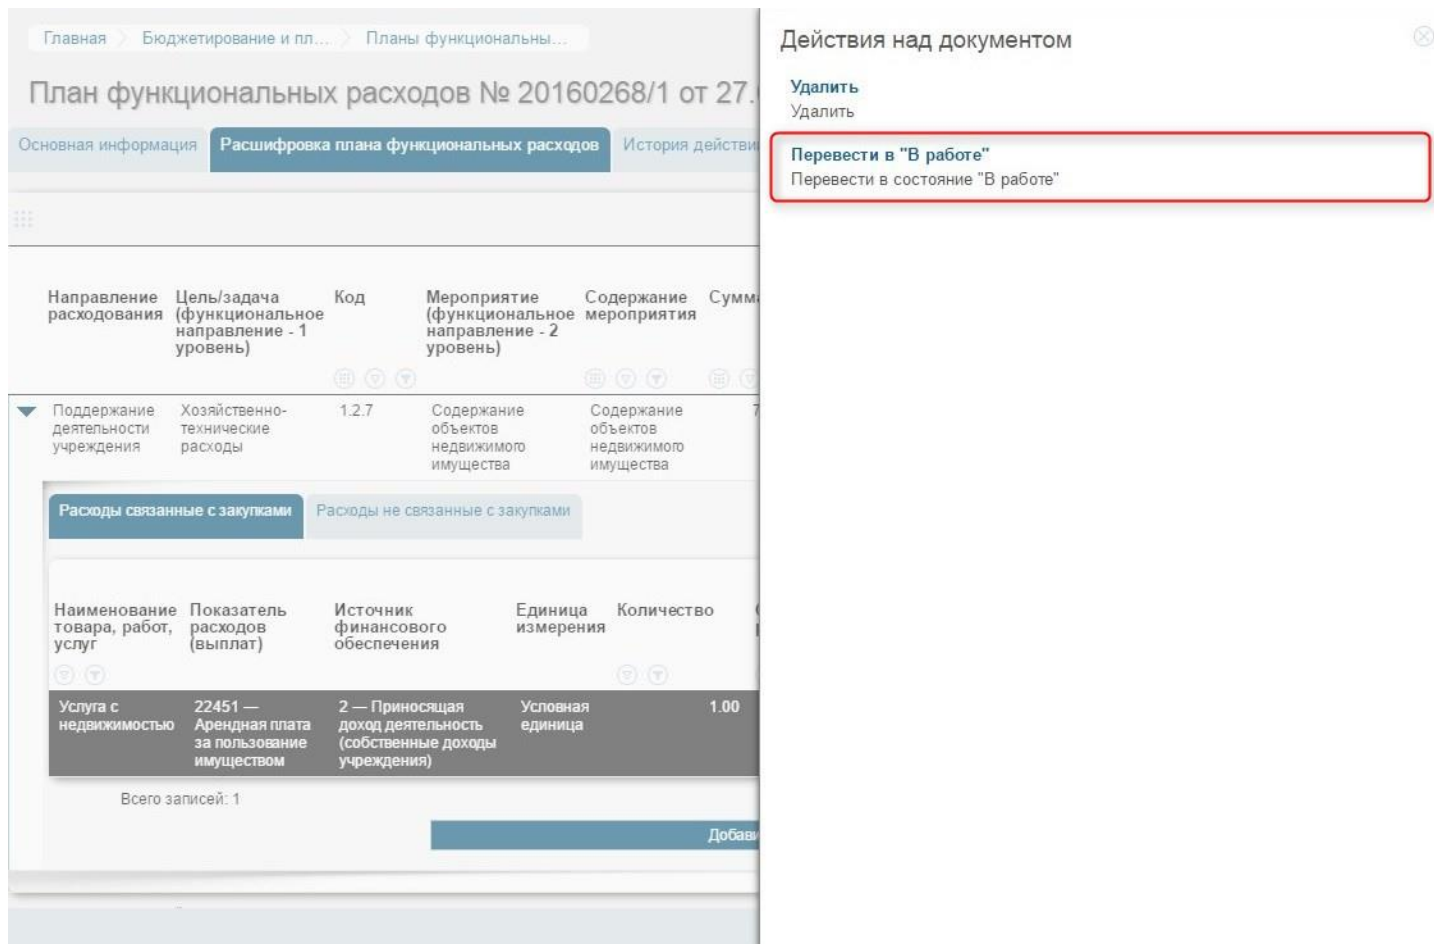 Главная
Бюджетирование и пл...
Планы функциональны...
План функциональных расходов № 20160268/1 от 27.
Основная информация
Расшифровка плана функциональных расходов
История действи
Направление
расходования
Цель/задача
(функциональное
направление - 1
уровень)
Код
Мероприятие
(функциональное
направление - 2
уровень)
Содержание
мероприятия
Сумма
Поддержание
деятельности
учреждения
Хозяйственно-
технические
расходы
1.2.7
Содержание
объектов
недвижимого
имущества
Содержание
объектов
недвижимого
имущества
7
Расходы связанные с закупками
Расходы не связанные с закупками
Наименование
товара, работ,
услуг
Показатель
расходов
(выплат)
Источник
финансового
обеспечения
Единица
измерения
Количество
Услуга с
недвижимостью
22451 —
Арендная плата
за пользование
имуществом
2 — Приносящая
доход деятельность
(собственные доходы
учреждения)
Условная
единица
1.00
Всего записей: 1
Добави
Действия над документом
Удалить
Удалить
Перевести в "В работе"
Перевести в состояние "В работе"